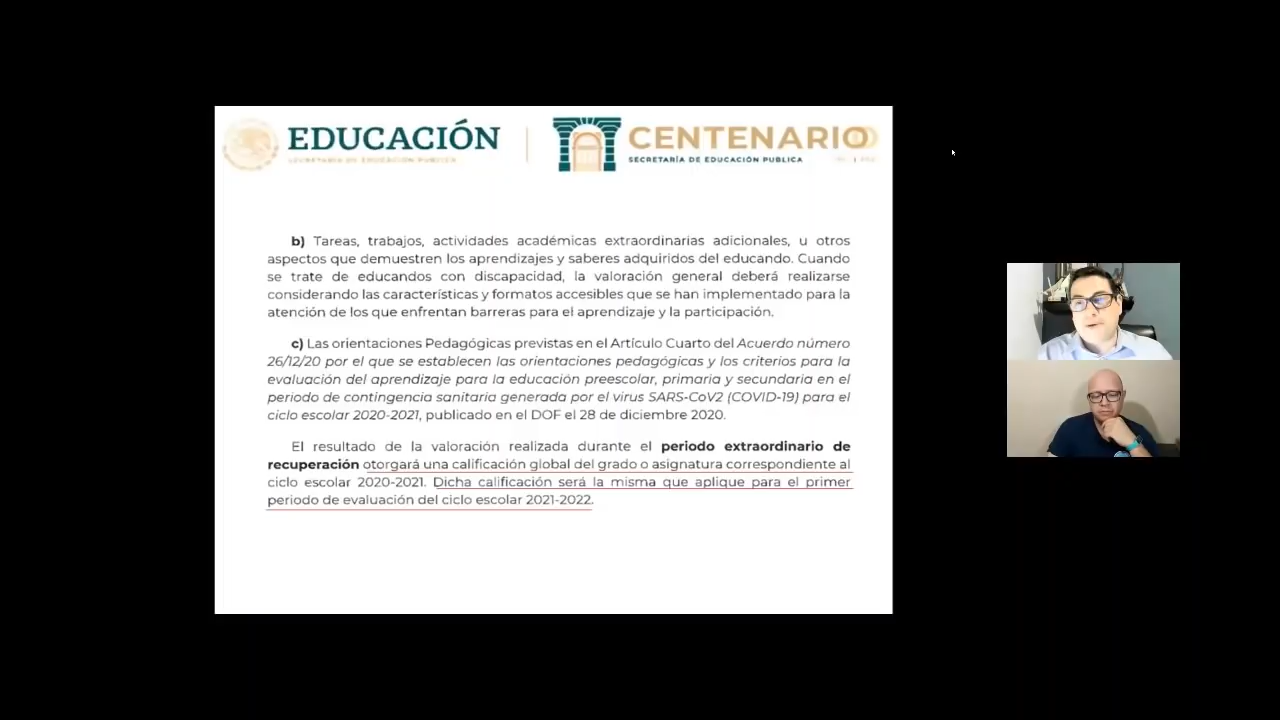 EDUCACIÓN
SECRETARÍA DE EDUCACIÓN PÚBLICA
CENTENARIO
SECRETARÍA DE EDUCACIÓN PUBLICA
b) Tareas, trabajos, actividades académicas extraordinarias adicionales, u otros
aspectos que demuestren los aprendizajes y saberes adquiridos del educando. Cuando
se trate de educandos con discapacidad, la valoración general deberá realizarse
considerando las características y formatos accesibles que se han implementado para la
atención de los que enfrentan barreras para el aprendizaje y la participación.
c) Las orientaciones Pedagógicas previstas en el Artículo Cuarto del Acuerdo número
26/12/20 por el que se establecen las orientaciones pedagógicas y los criterios para la
evaluación del aprendizaje para la educación preescolar, primaria y secundaria en el
periodo de contingencia sanitaria generada por el virus SARS-CoV2 (COVID-19) para el
ciclo escolar 2020-2021, publicado en el DOF el 28 de diciembre 2020.
El resultado de la valoración realizada durante el periodo extraordinario de
recuperación otorgará una calificación global del grado o asignatura correspondiente al
ciclo escolar 2020-2021. Dicha calificación será la misma que aplique para el primer
periodo de evaluación del ciclo escolar 2021-2022.